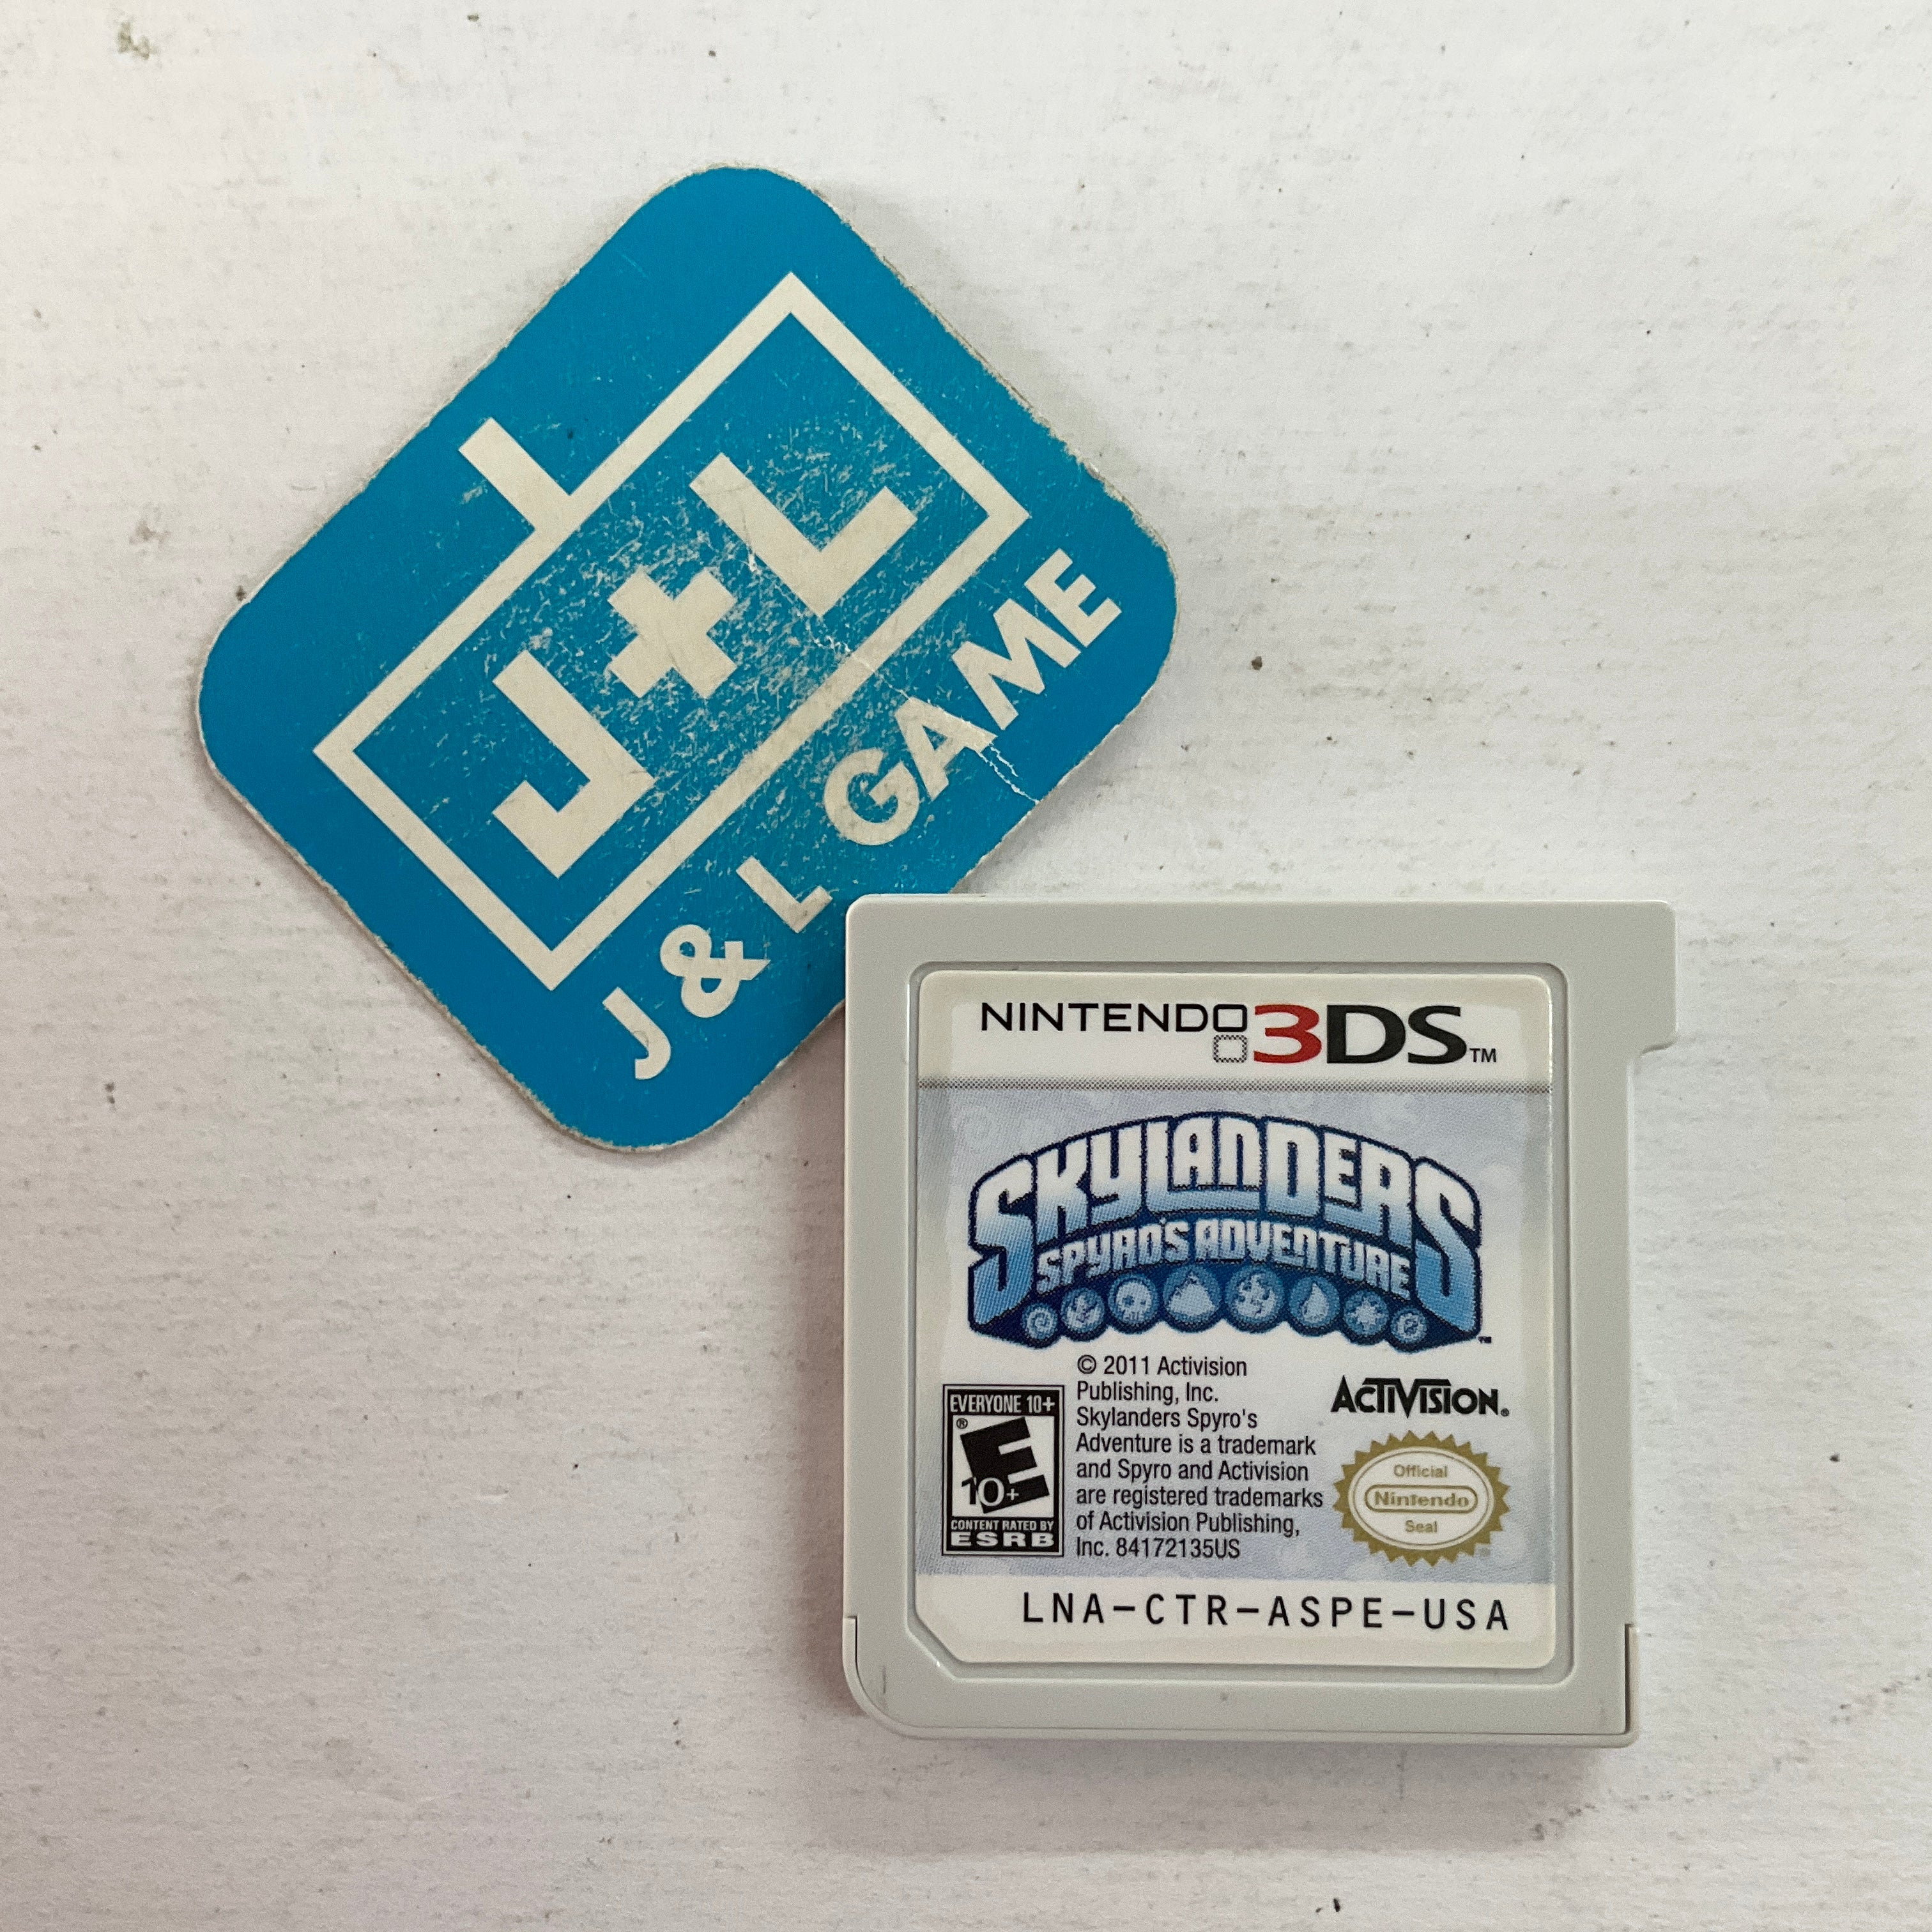 J+L
J & L GAME
NINTENDO 3DS™
SKYLANDERS
SPYRO'S ADVENTURE™
© 2011 Activision
Publishing, Inc.
Skylanders Spyro's
Adventure is a trademark
and Spyro and Activision
are registered trademarks
of Activision Publishing,
Inc. 84172135US
EVERYONE 10+
®
E
10+
CONTENT RATED BY
ESRB
ACTIVISION®
Official
Nintendo
Seal
LNA-CTR-ASPE-USA